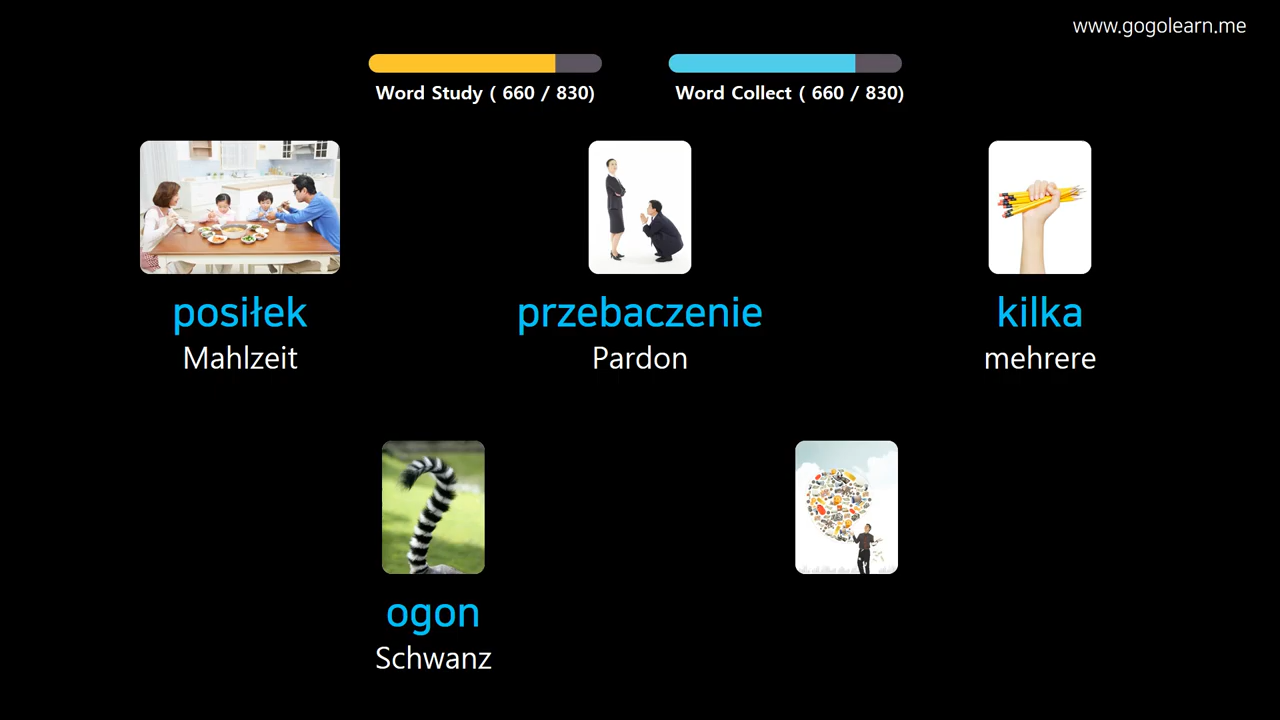 www.gogolearn.me
Word Study ( 660 / 830)
Word Collect ( 660 / 830)
posiłek
Mahlzeit
przebaczenie
Pardon
kilka
mehrere
ogon
Schwanz